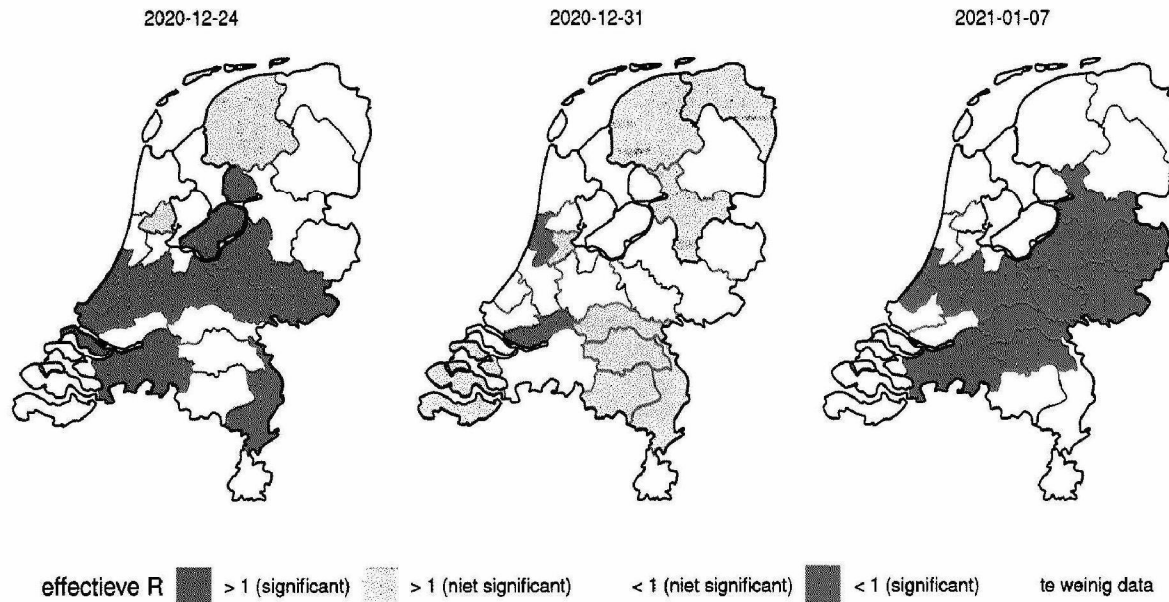 2020-12-24 2020-12-31 2021-01-07
effectieve R > 1 (significant) > 1 (niet significant) < 1 (niet significant) < 1 (significant) te weinig data